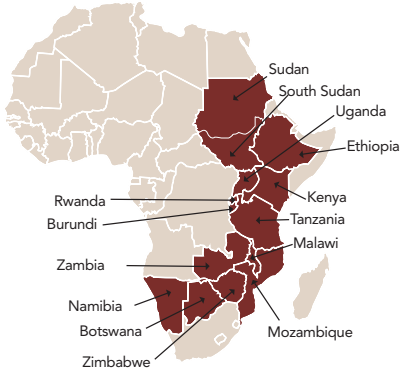 Sudan
South Sudan
Uganda
Ethiopia
Rwanda
Kenya
Burundi
Tanzania
Malawi
Zambia
Namibia
Botswana
Mozambique
Zimbabwe